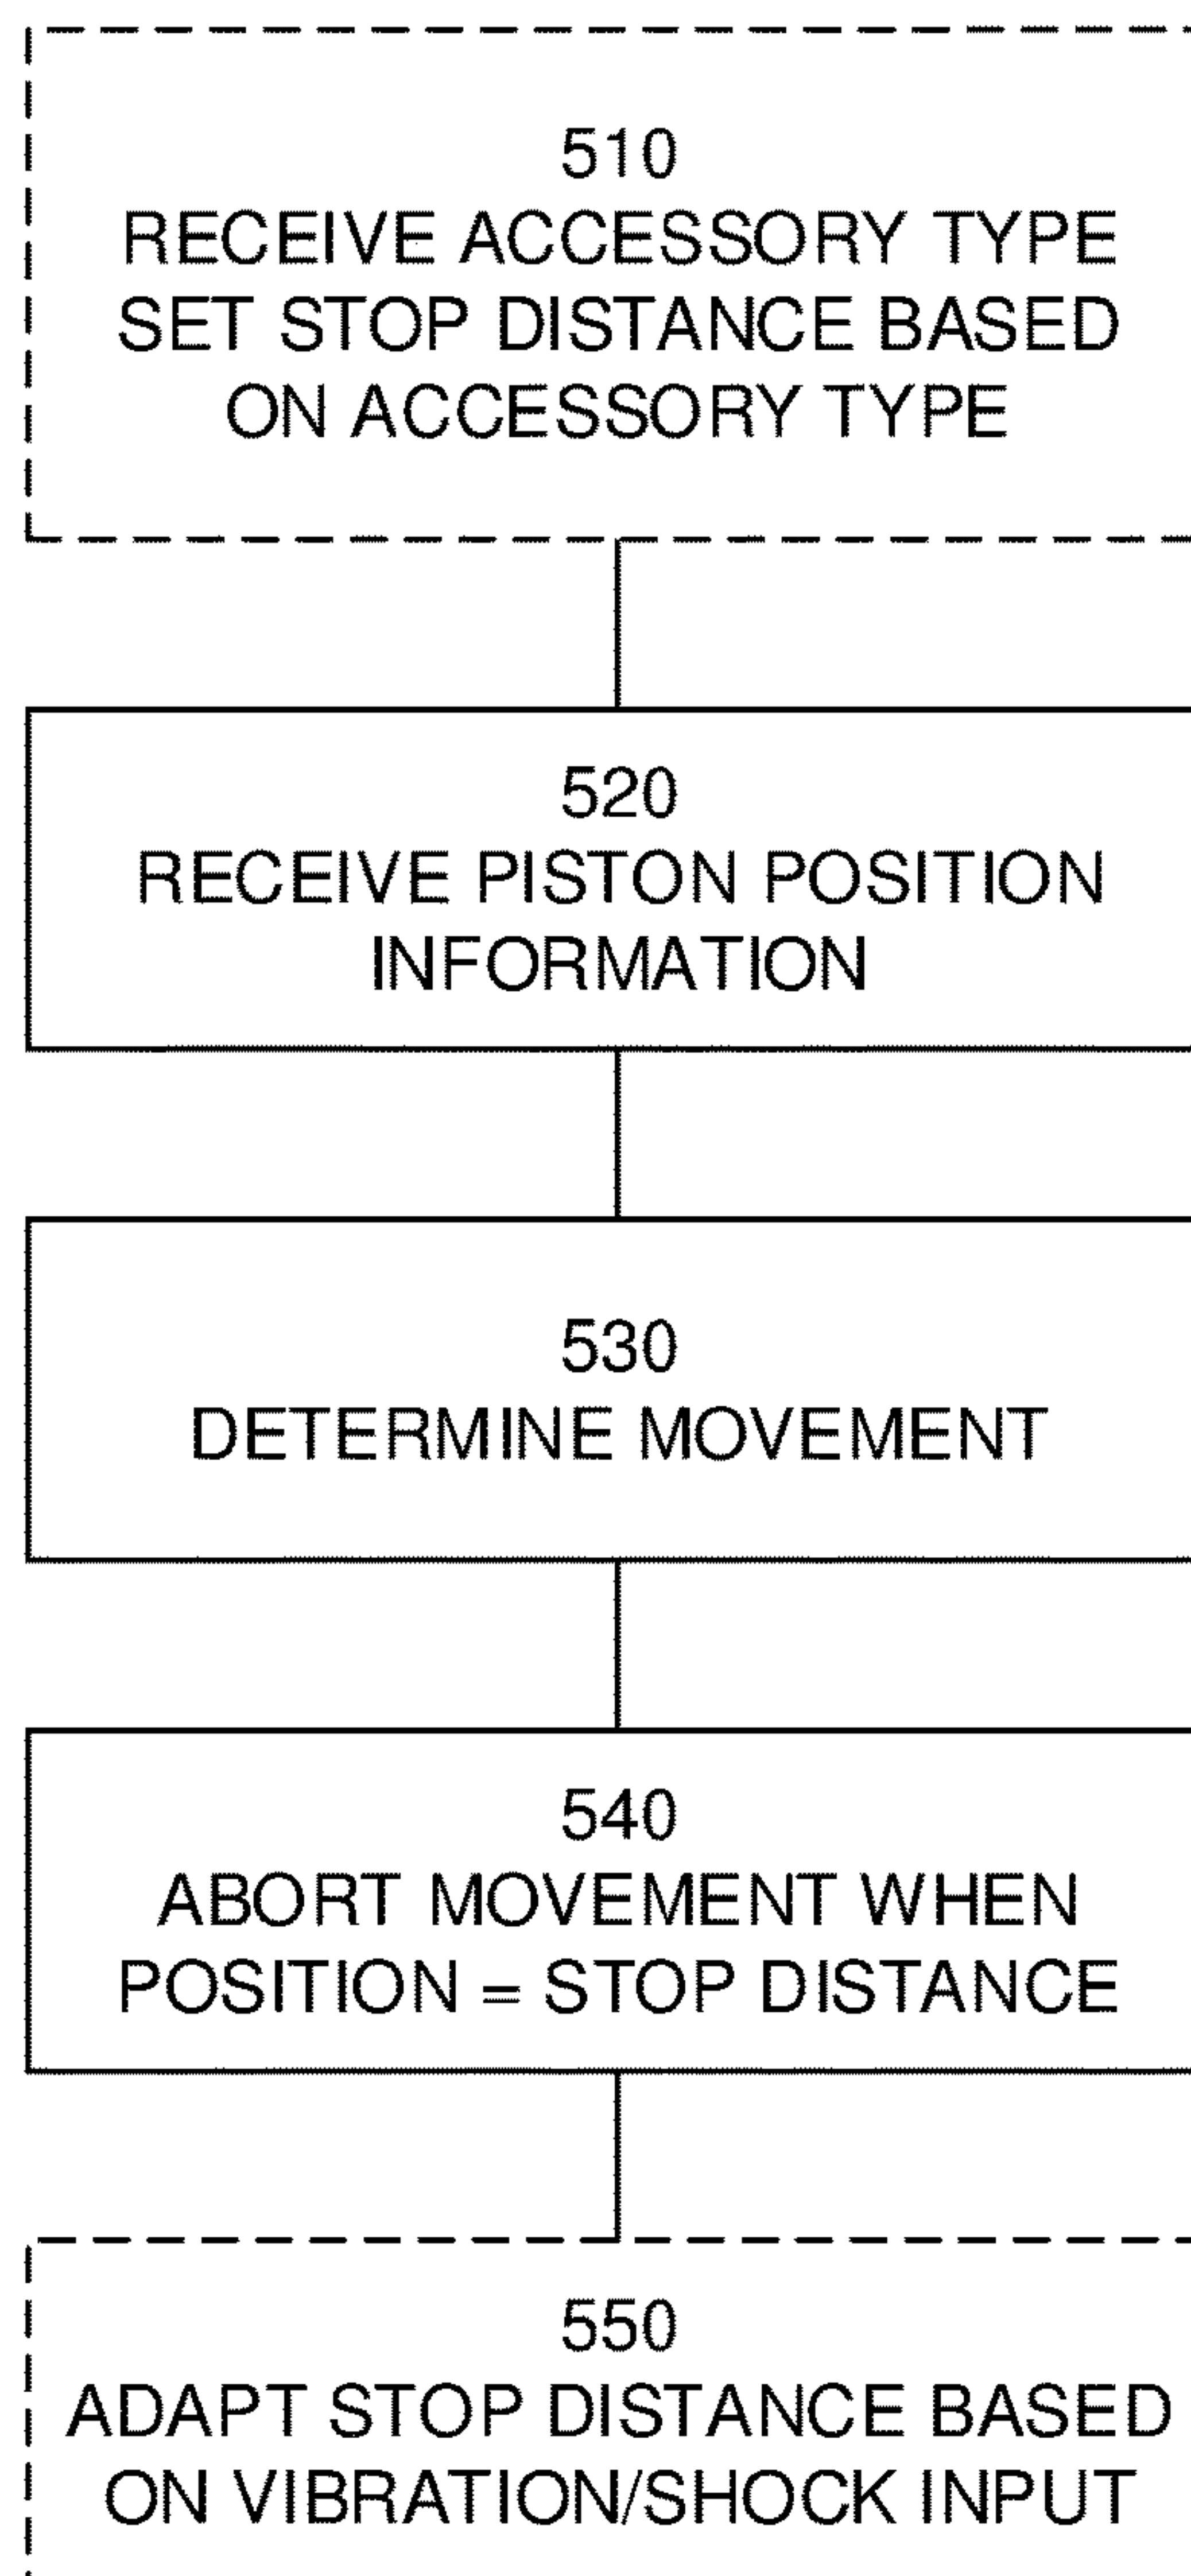 510
RECEIVE ACCESSORY TYPE
SET STOP DISTANCE BASED
ON ACCESSORY TYPE
520
RECEIVE PISTON POSITION
INFORMATION
530
DETERMINE MOVEMENT
540
ABORT MOVEMENT WHEN
POSITION = STOP DISTANCE
550
ADAPT STOP DISTANCE BASED
ON VIBRATION/SHOCK INPUT